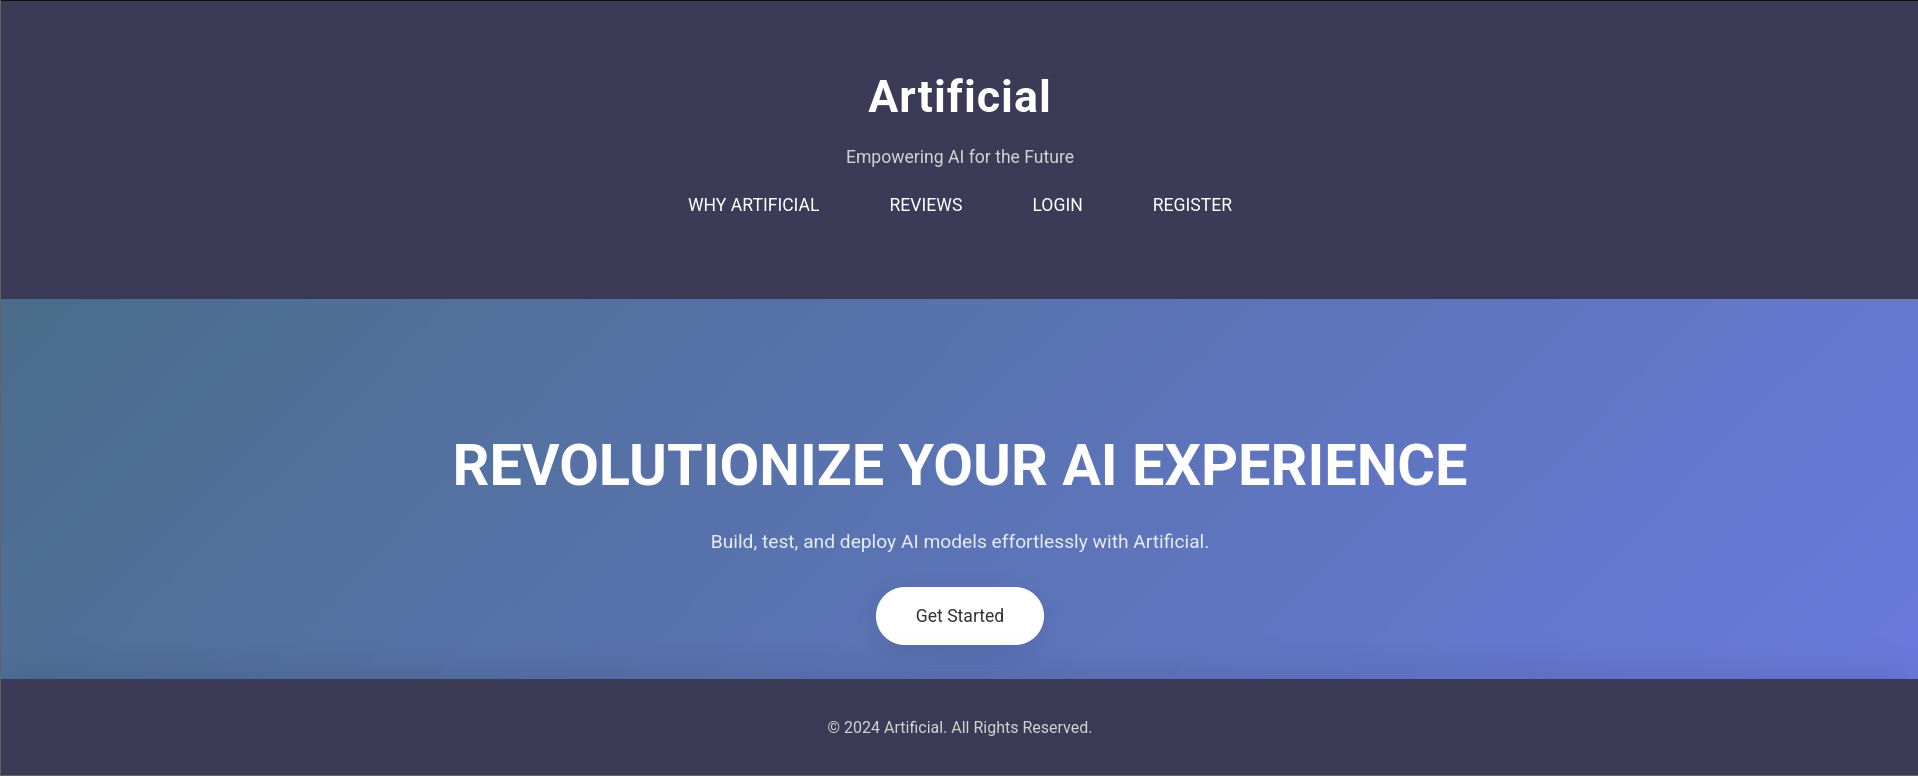 Artificial
Empowering AI for the Future
WHY ARTIFICIAL REVIEWS LOGIN REGISTER
REVOLUTIONIZE YOUR AI EXPERIENCE
Build, test, and deploy AI models effortlessly with Artificial.
Get Started
© 2024 Artificial. All Rights Reserved.